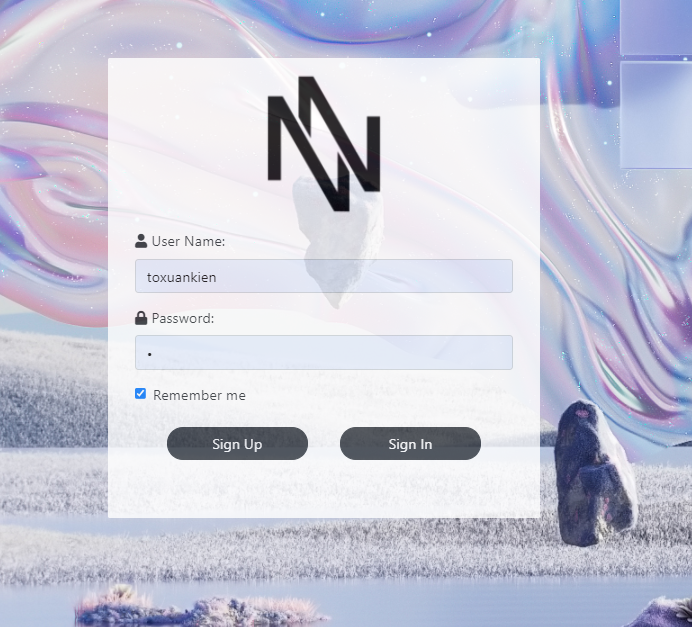 User Name:
toxuankien
Password:
•
Remember me
Sign Up Sign In